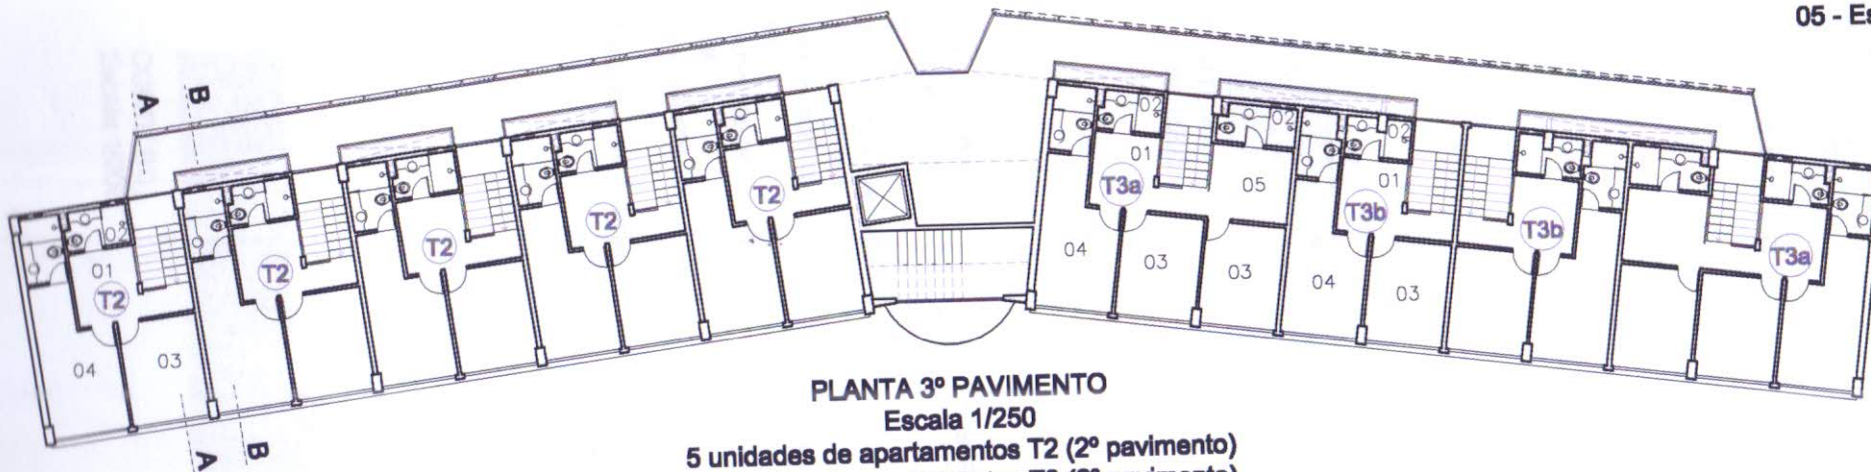 05 - Es
A
B
02
02
02
01
01
05
T3a
T3b
T3b
T3a
T2
T2
T2
T2
T2
02
01
04
03
04
03
03
04
03
A
B
PLANTA 3º PAVIMENTO
Escala 1/250
5 unidades de apartamentos T2 (2º pavimento)